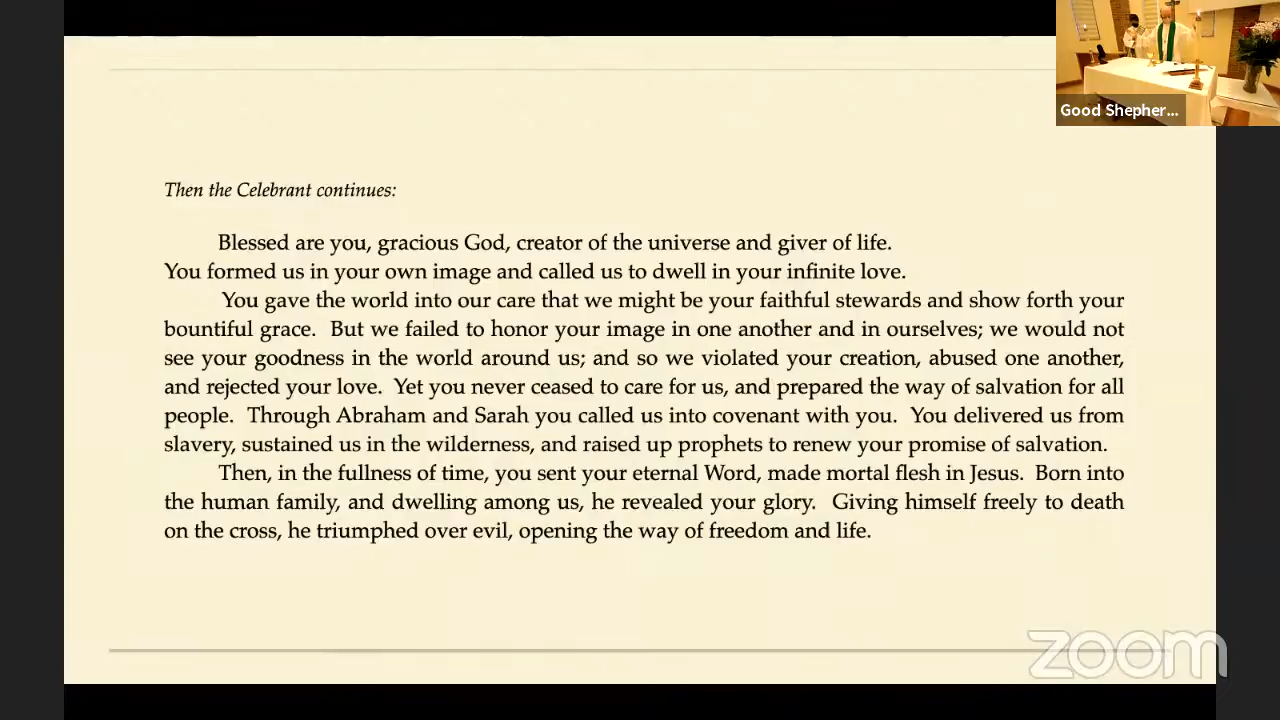 Good Shepher...
Then the Celebrant continues:
Blessed are you, gracious God, creator of the universe and giver of life.
You formed us in your own image and called us to dwell in your infinite love.
You gave the world into our care that we might be your faithful stewards and show forth your
bountiful grace. But we failed to honor your image in one another and in ourselves; we would not
see your goodness in the world around us; and so we violated your creation, abused one another,
and rejected your love. Yet you never ceased to care for us, and prepared the way of salvation for all
people. Through Abraham and Sarah you called us into covenant with you. You delivered us from
slavery, sustained us in the wilderness, and raised up prophets to renew your promise of salvation.
Then, in the fullness of time, you sent your eternal Word, made mortal flesh in Jesus. Born into
the human family, and dwelling among us, he revealed your glory. Giving himself freely to death
on the cross, he triumphed over evil, opening the way of freedom and life.
zoom